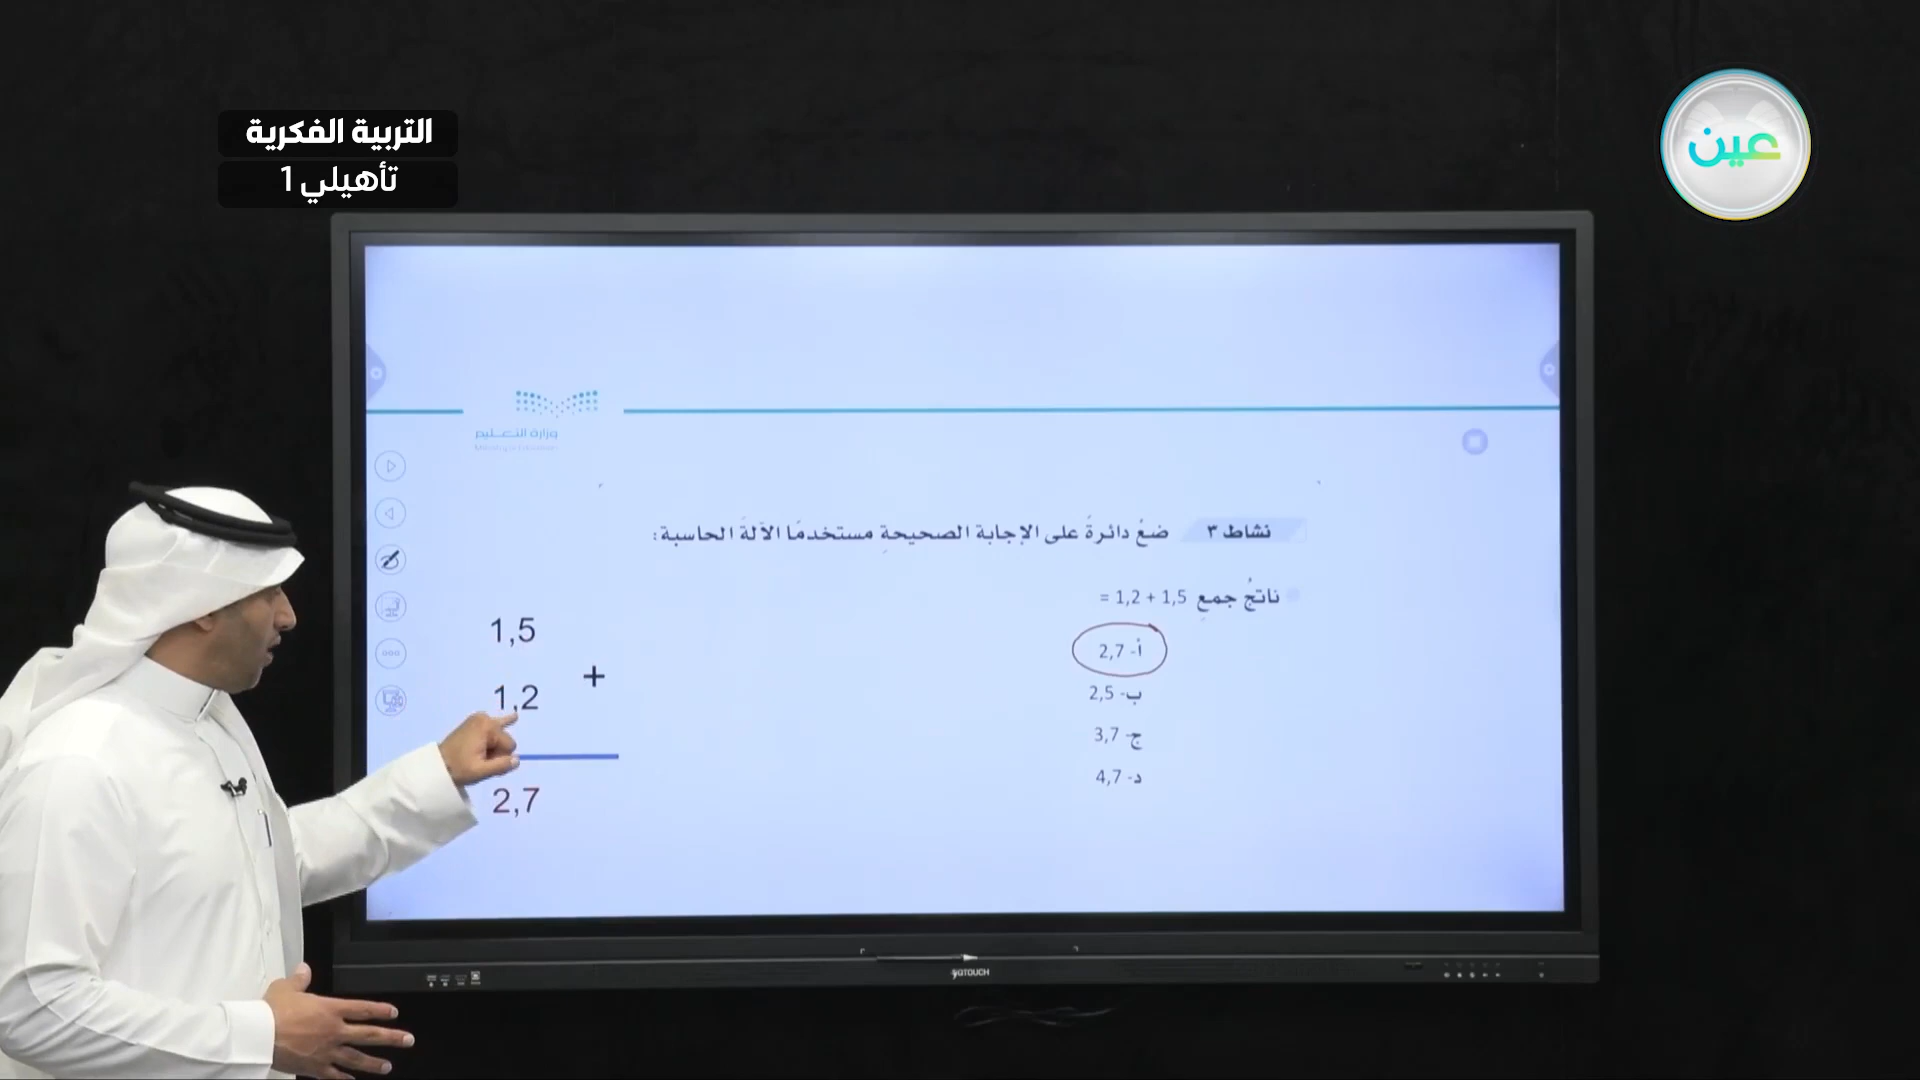 التربية الفكرية
تأهيلي 1
عين
وزارة التعليم
نشاط ٣ ضعْ دائرةً على الإجابة الصحيحةِ مستخدمًا الآلةَ الحاسبة:
ناتجُ جمعِ 1,5 + 1,2 =
أ- 2,7
ب- 2,5
ج- 3,7
د- 4,7
1,5
+
1,2
2,7